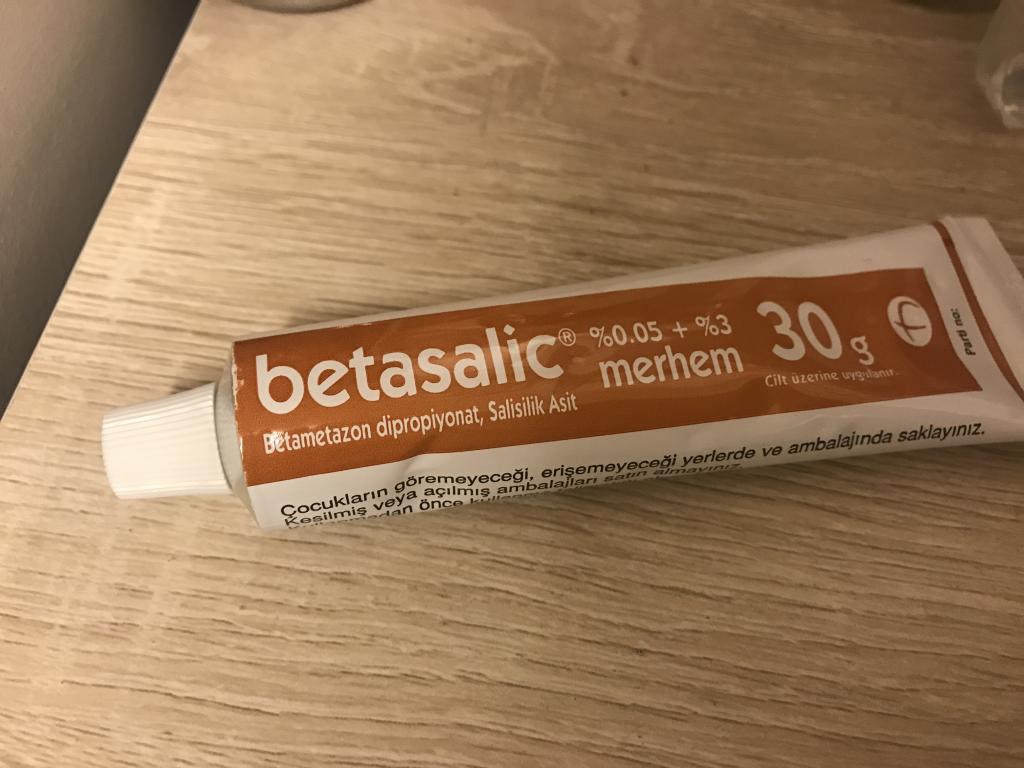 betasalic® %0.05 + %3
merhem
30 g
Betametazon dipropiyonat, Salisilik Asit
Cilt üzerine uygulanır.
Parti no:
Çocukların göremeyeceği, erişemeyeceği yerlerde ve ambalajında saklayınız.
Kesilmiş veya açılmış ambalajları satın almayınız.
önce